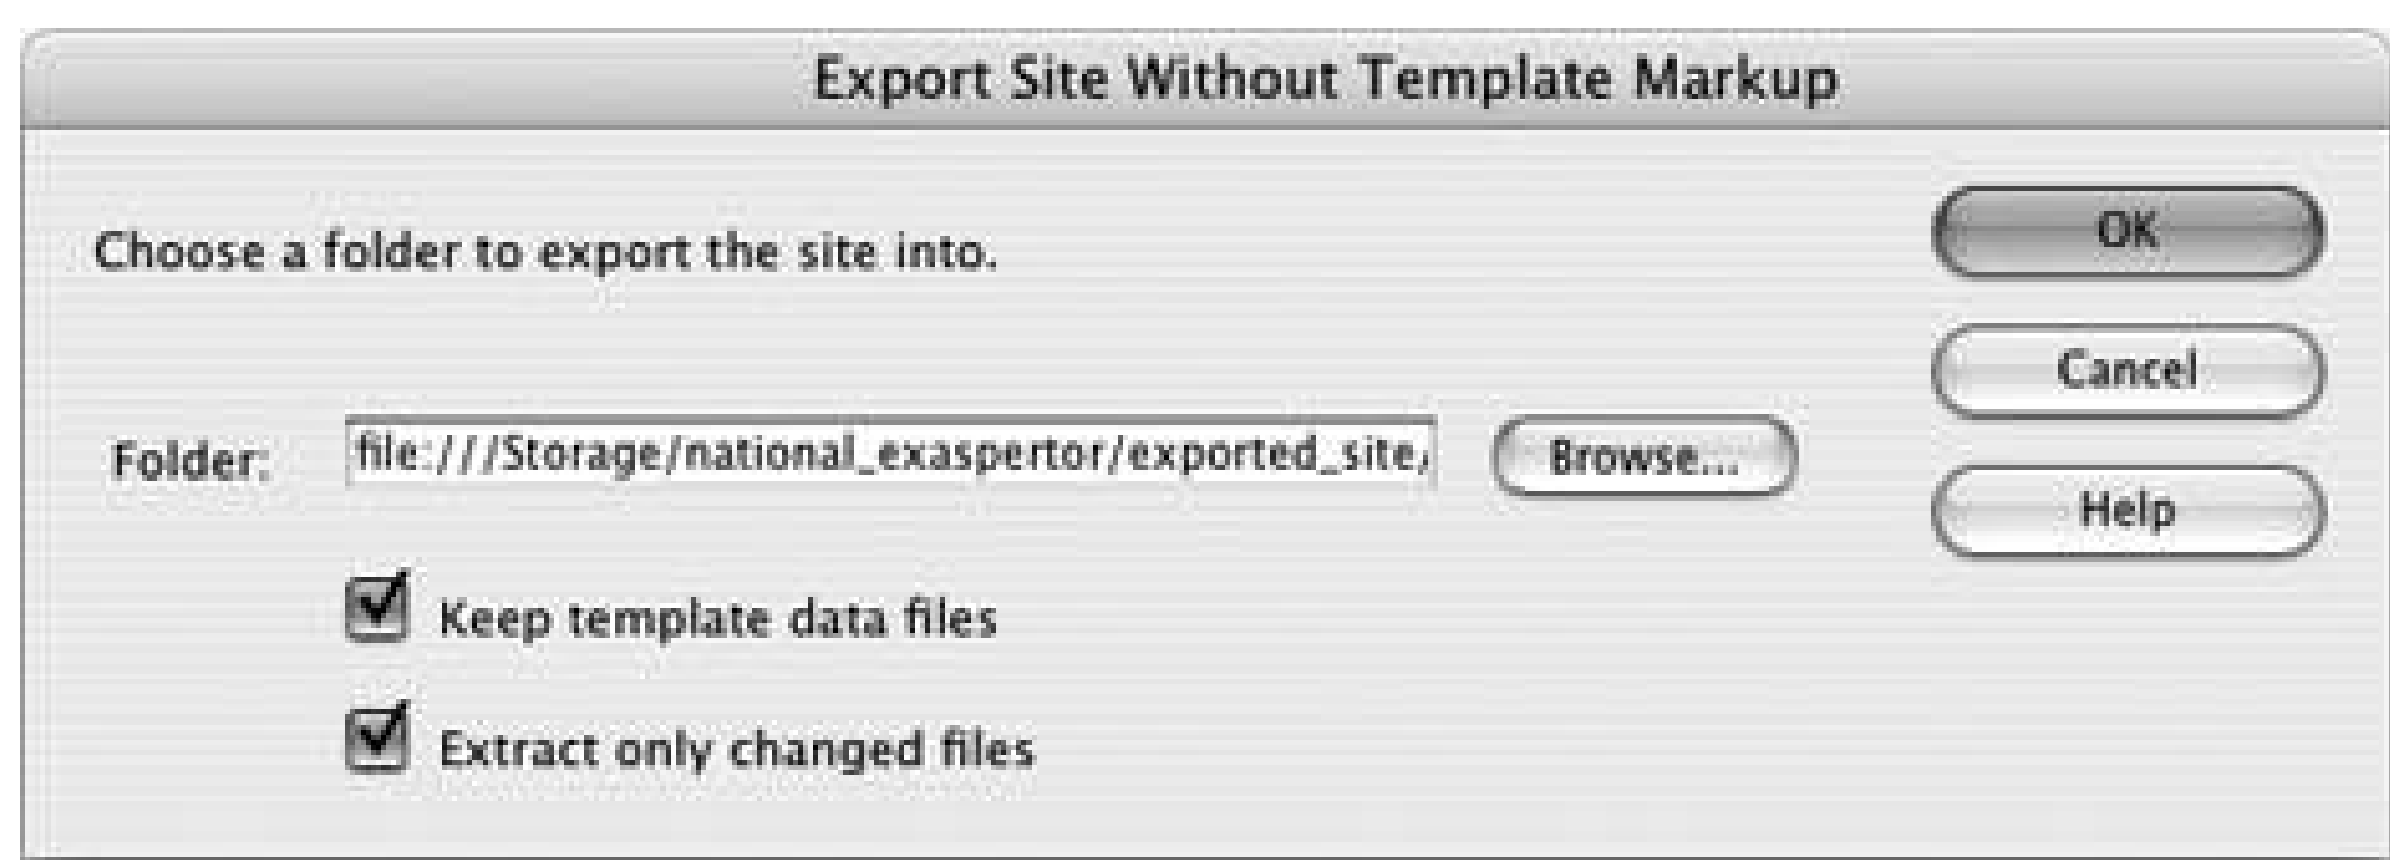 Export Site Without Template Markup
Choose a folder to export the site into.
OK
Cancel
Folder: file:///Storage/national_exaspertor/exported_site/ Browse...
Help
Keep template data files
Extract only changed files